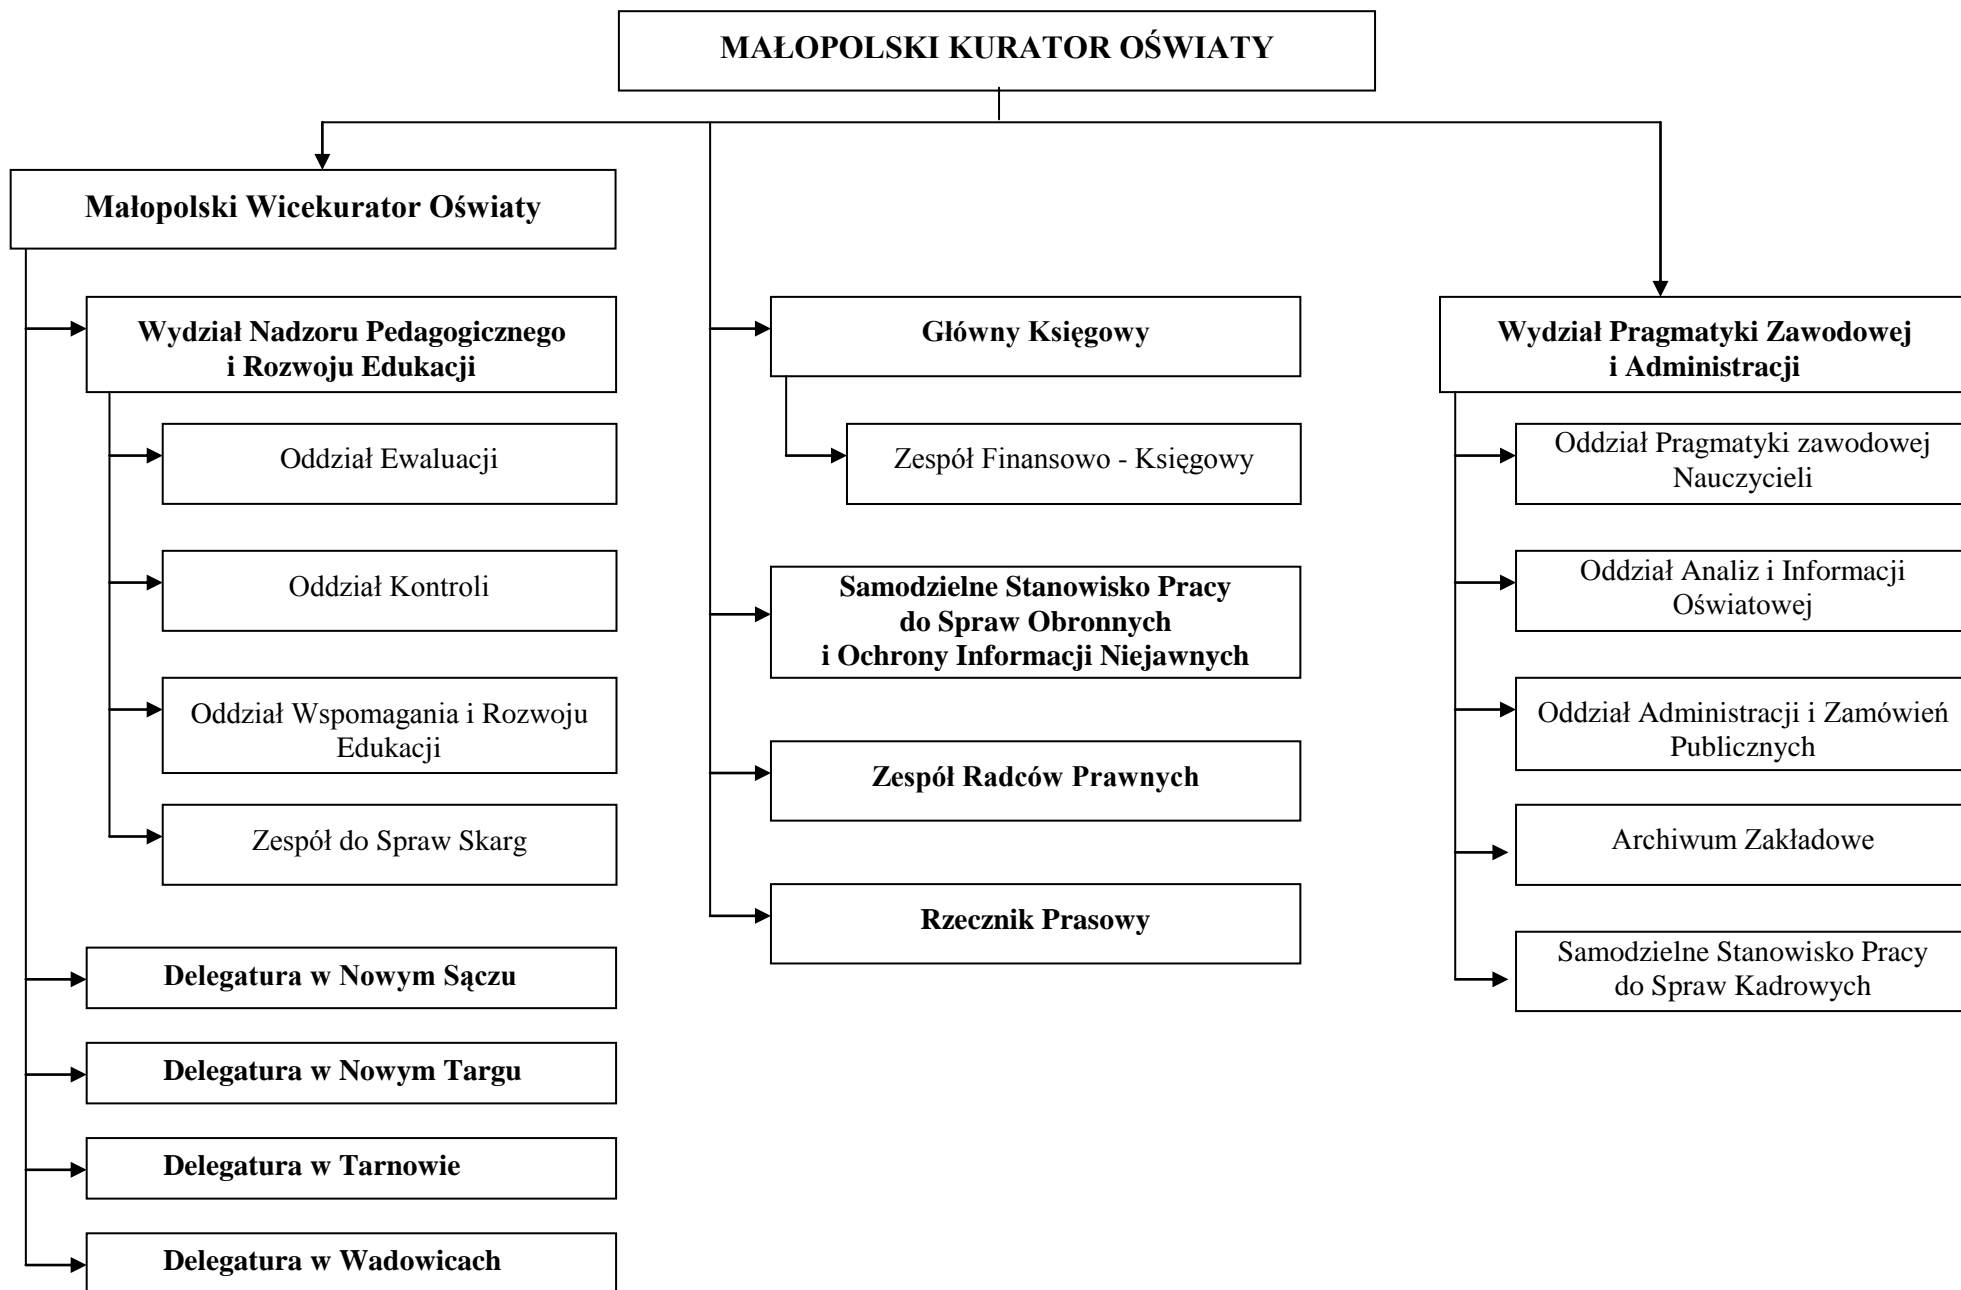 MAŁOPOLSKI KURATOR OŚWIATY
Małopolski Wicekurator Oświaty
Wydział Nadzoru Pedagogicznego
i Rozwoju Edukacji
Oddział Ewaluacji
Oddział Kontroli
Oddział Wspomagania i Rozwoju
Edukacji
Zespół do Spraw Skarg
Delegatura w Nowym Sączu
Delegatura w Nowym Targu
Delegatura w Tarnowie
Delegatura w Wadowicach
Główny Księgowy
Zespół Finansowo - Księgowy
Samodzielne Stanowisko Pracy
do Spraw Obronnych
i Ochrony Informacji Niejawnych
Zespół Radców Prawnych
Rzecznik Prasowy
Wydział Pragmatyki Zawodowej
i Administracji
Oddział Pragmatyki zawodowej
Nauczycieli
Oddział Analiz i Informacji
Oświatowej
Oddział Administracji i Zamówień
Publicznych
Archiwum Zakładowe
Samodzielne Stanowisko Pracy
do Spraw Kadrowych